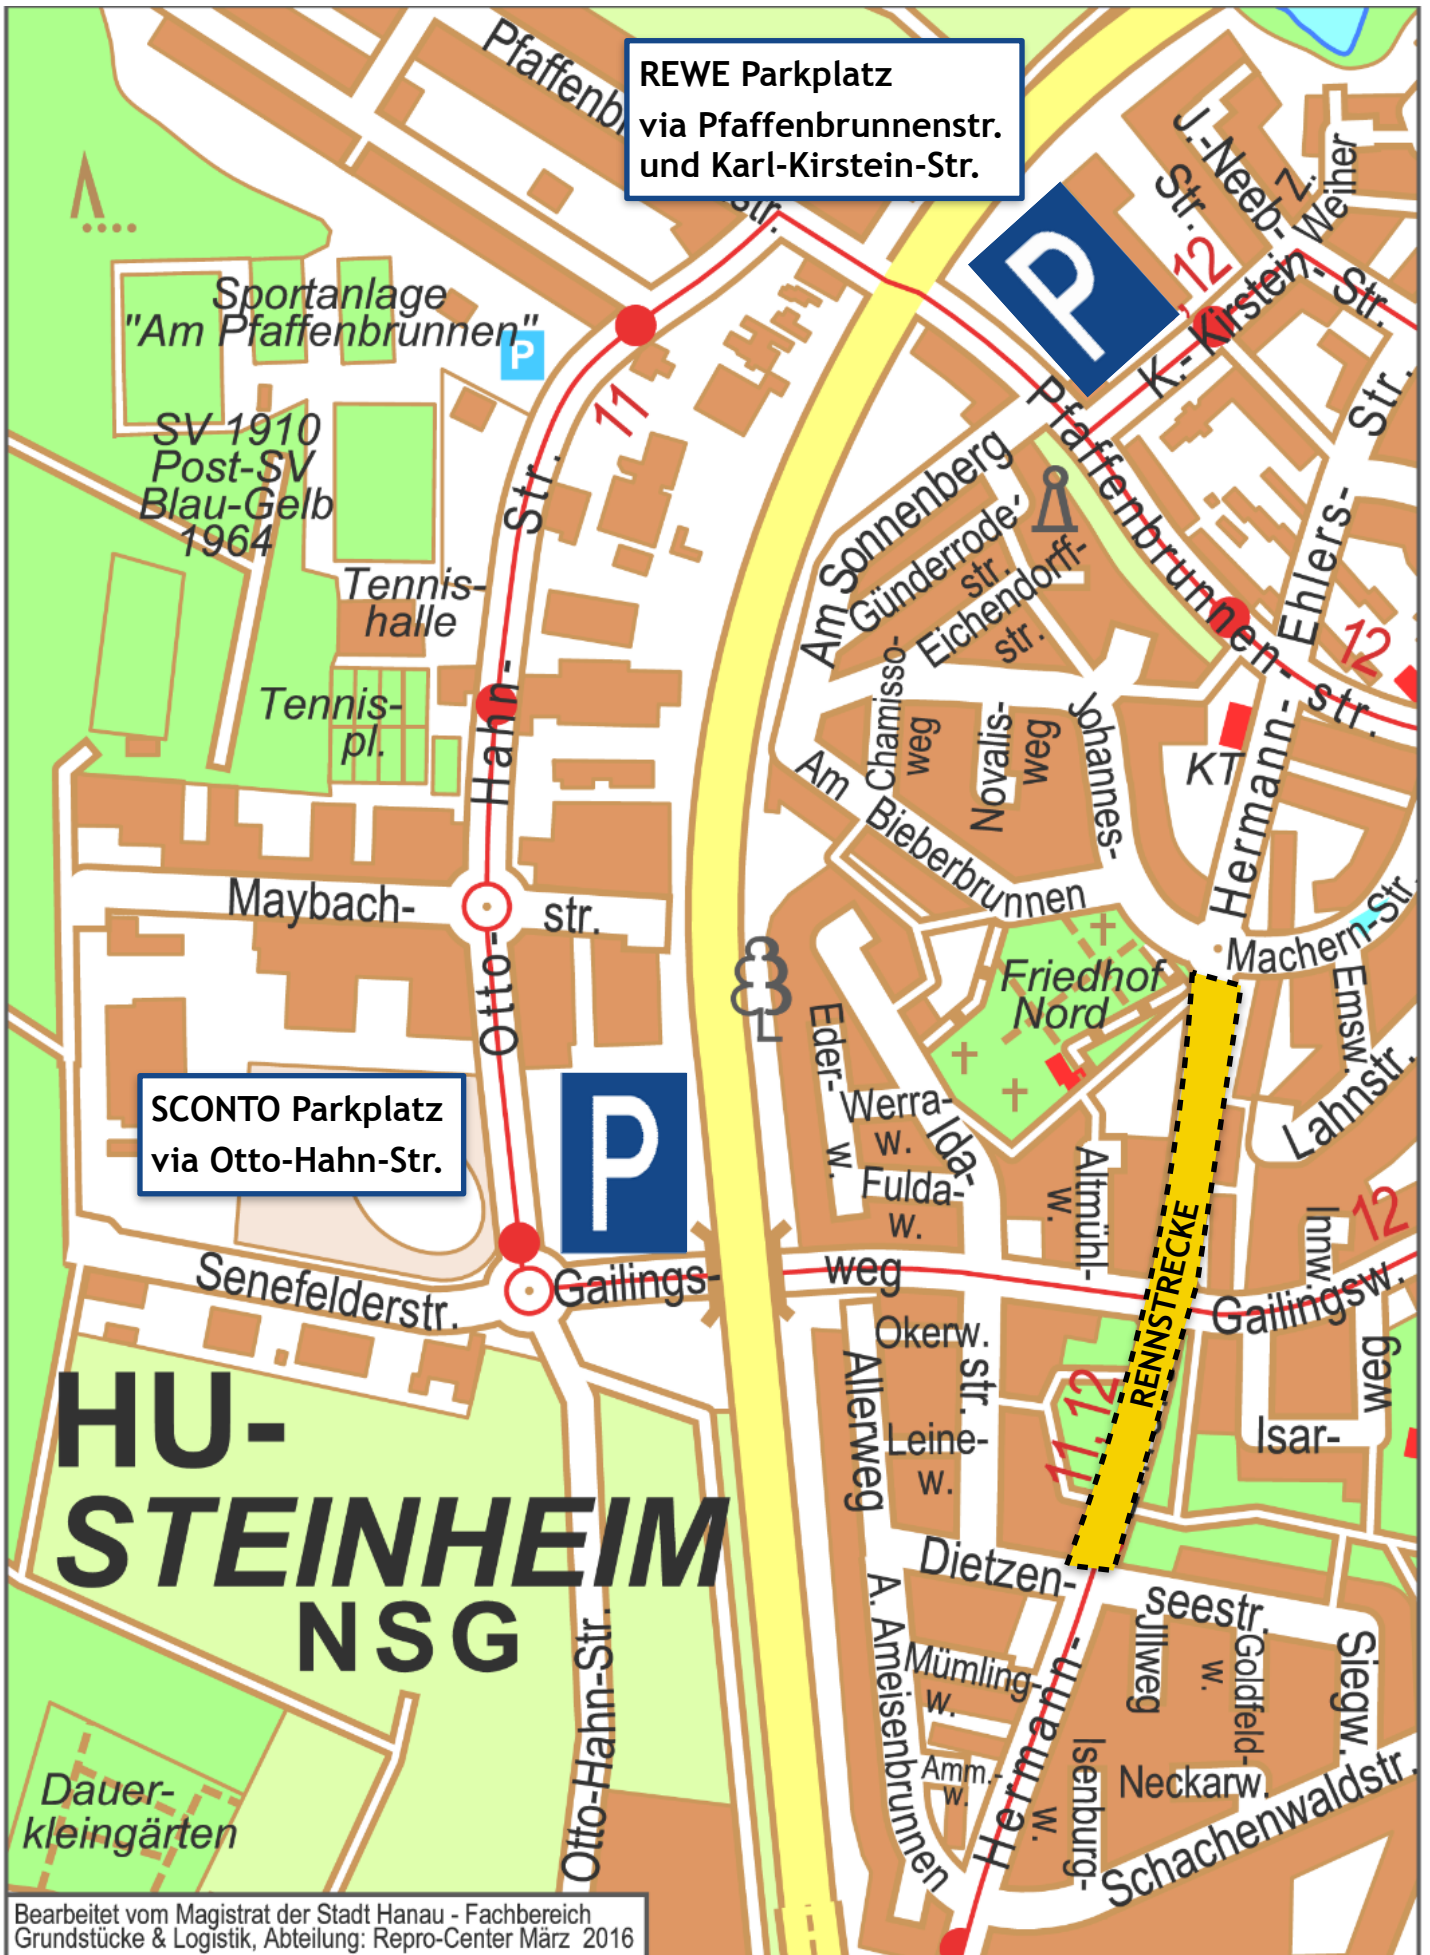 Pfaffenb
str.
REWE Parkplatz
via Pfaffenbrunnenstr.
und Karl-Kirstein-Str.
J.-Neeb-
Str.
Z.
Weiher
12
P
K.-Kirstein-Str.
Sportanlage
"Am Pfaffenbrunnen"
P
11
SV 1910
Post-SV
Blau-Gelb
1964
Tennis-
halle
Tennis-
pl.
Otto-Hahn-Str.
Am Sonnenberg
Günderrode-
str.
Eichendorff-
str.
Pfaffenbrunnen-
str.
Hermann-Ehlers-Str.
12
Chamisso-
weg
Novalis-
weg
Johannes-
KT
Am Bieberbrunnen
Maybach-
str.
Machern-Str.
Friedhof
Nord
Emsw.
Lahnstr.
L
Eder-
w.
Werra-
w.
Ida-
Fulda-
w.
Altmühl-
w.
SCONTO Parkplatz
via Otto-Hahn-Str.
P
RENNSTRECKE
Innw.
12
Senefelderstr.
Gailings-
weg
Gailingsw.
Okerw.
str.
Allerweg
Leine-
w.
11, 12
Isar-
weg
HU-
STEINHEIM
NSG
Dietzen-
seestr.
A. Ameisenbrunnen
Mümling-
w.
Amm.-
w.
Hermann-
Isenburg-
w.
Jllweg
Goldfeld-
w.
Siegw.
Neckarw.
Schachenwaldstr.
Otto-Hahn-Str.
Dauer-
kleingärten
Bearbeitet vom Magistrat der Stadt Hanau - Fachbereich
Grundstücke & Logistik, Abteilung: Repro-Center März 2016